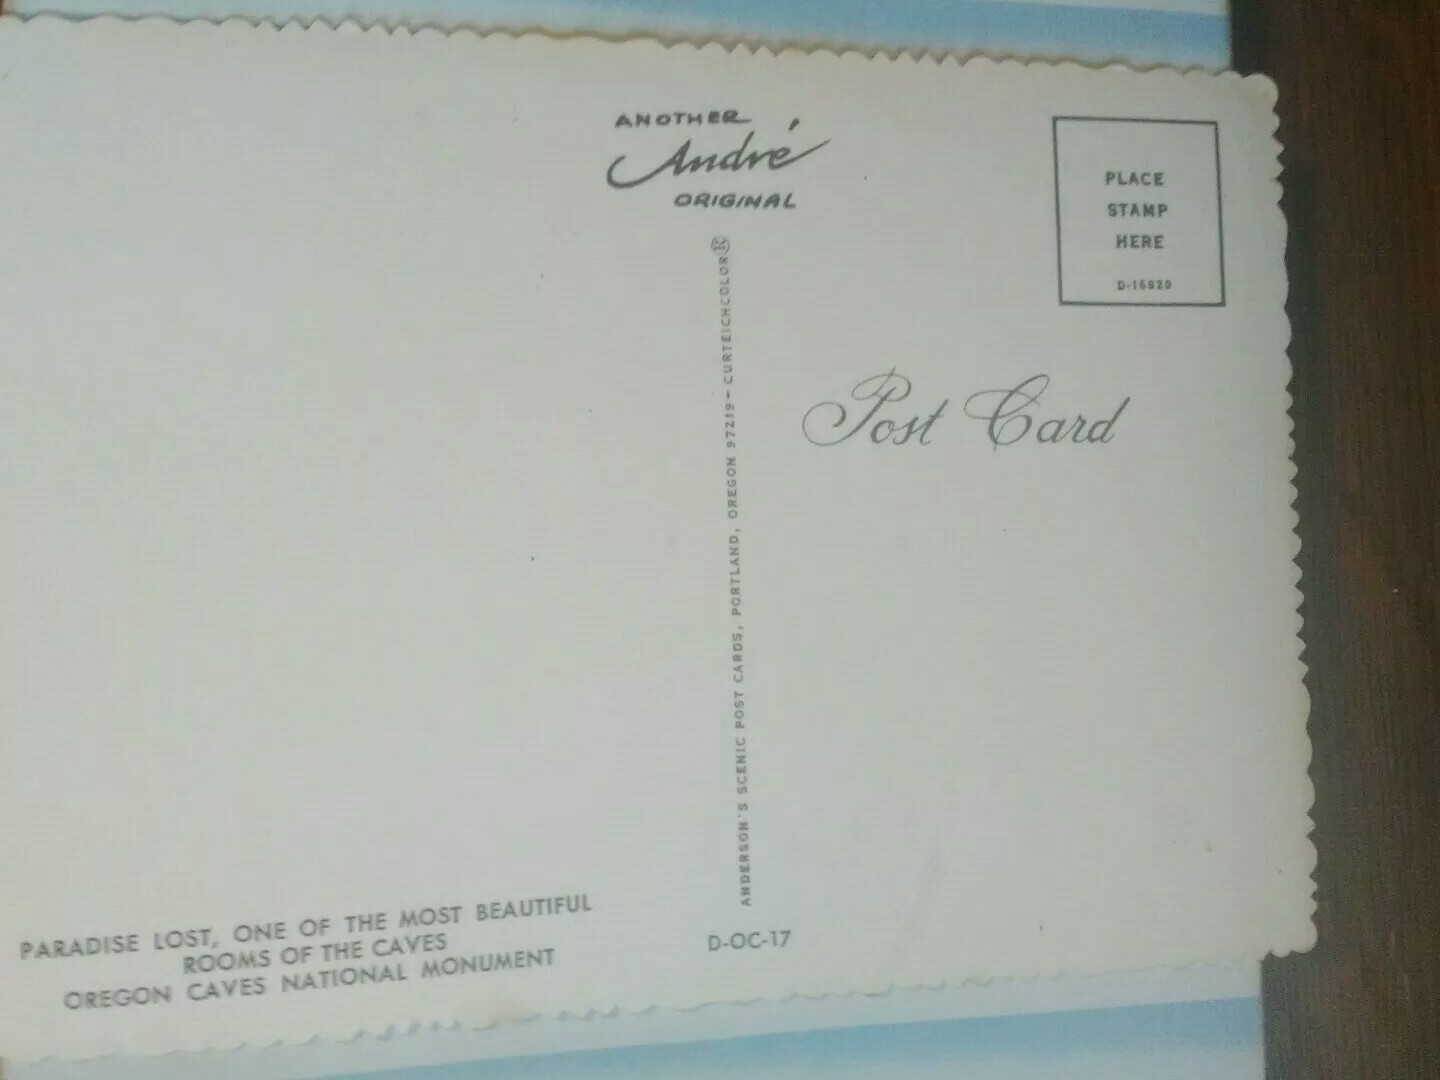 ANOTHER
André
ORIGINAL
PLACE
STAMP
HERE
D-15829
Post Card
ANDERSON'S SCENIC POST CARDS, PORTLAND, OREGON 97219 - CURTEICHCOLOR®
PARADISE LOST, ONE OF THE MOST BEAUTIFUL
ROOMS OF THE CAVES
OREGON CAVES NATIONAL MONUMENT
D-OC-17